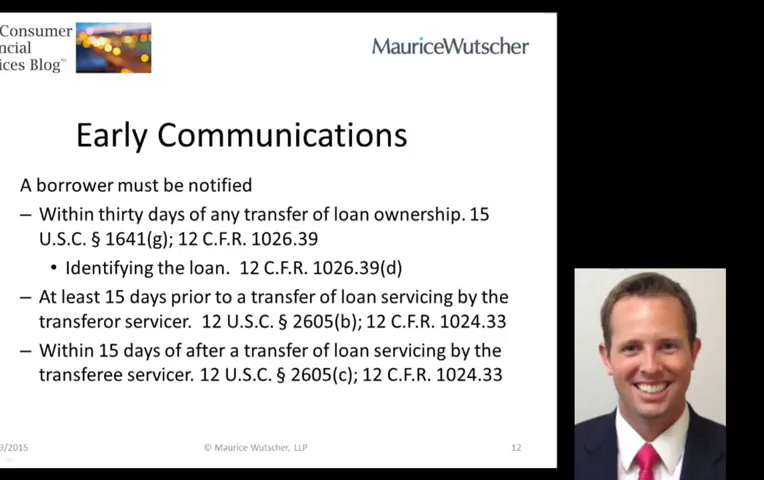 Consumer
ncial
ices Blog™
MauriceWutscher
Early Communications
A borrower must be notified
– Within thirty days of any transfer of loan ownership. 15
U.S.C. § 1641(g); 12 C.F.R. 1026.39
• Identifying the loan. 12 C.F.R. 1026.39(d)
– At least 15 days prior to a transfer of loan servicing by the
transferor servicer. 12 U.S.C. § 2605(b); 12 C.F.R. 1024.33
– Within 15 days of after a transfer of loan servicing by the
transferee servicer. 12 U.S.C. § 2605(c); 12 C.F.R. 1024.33
9/2015
© Maurice Wutscher, LLP
12